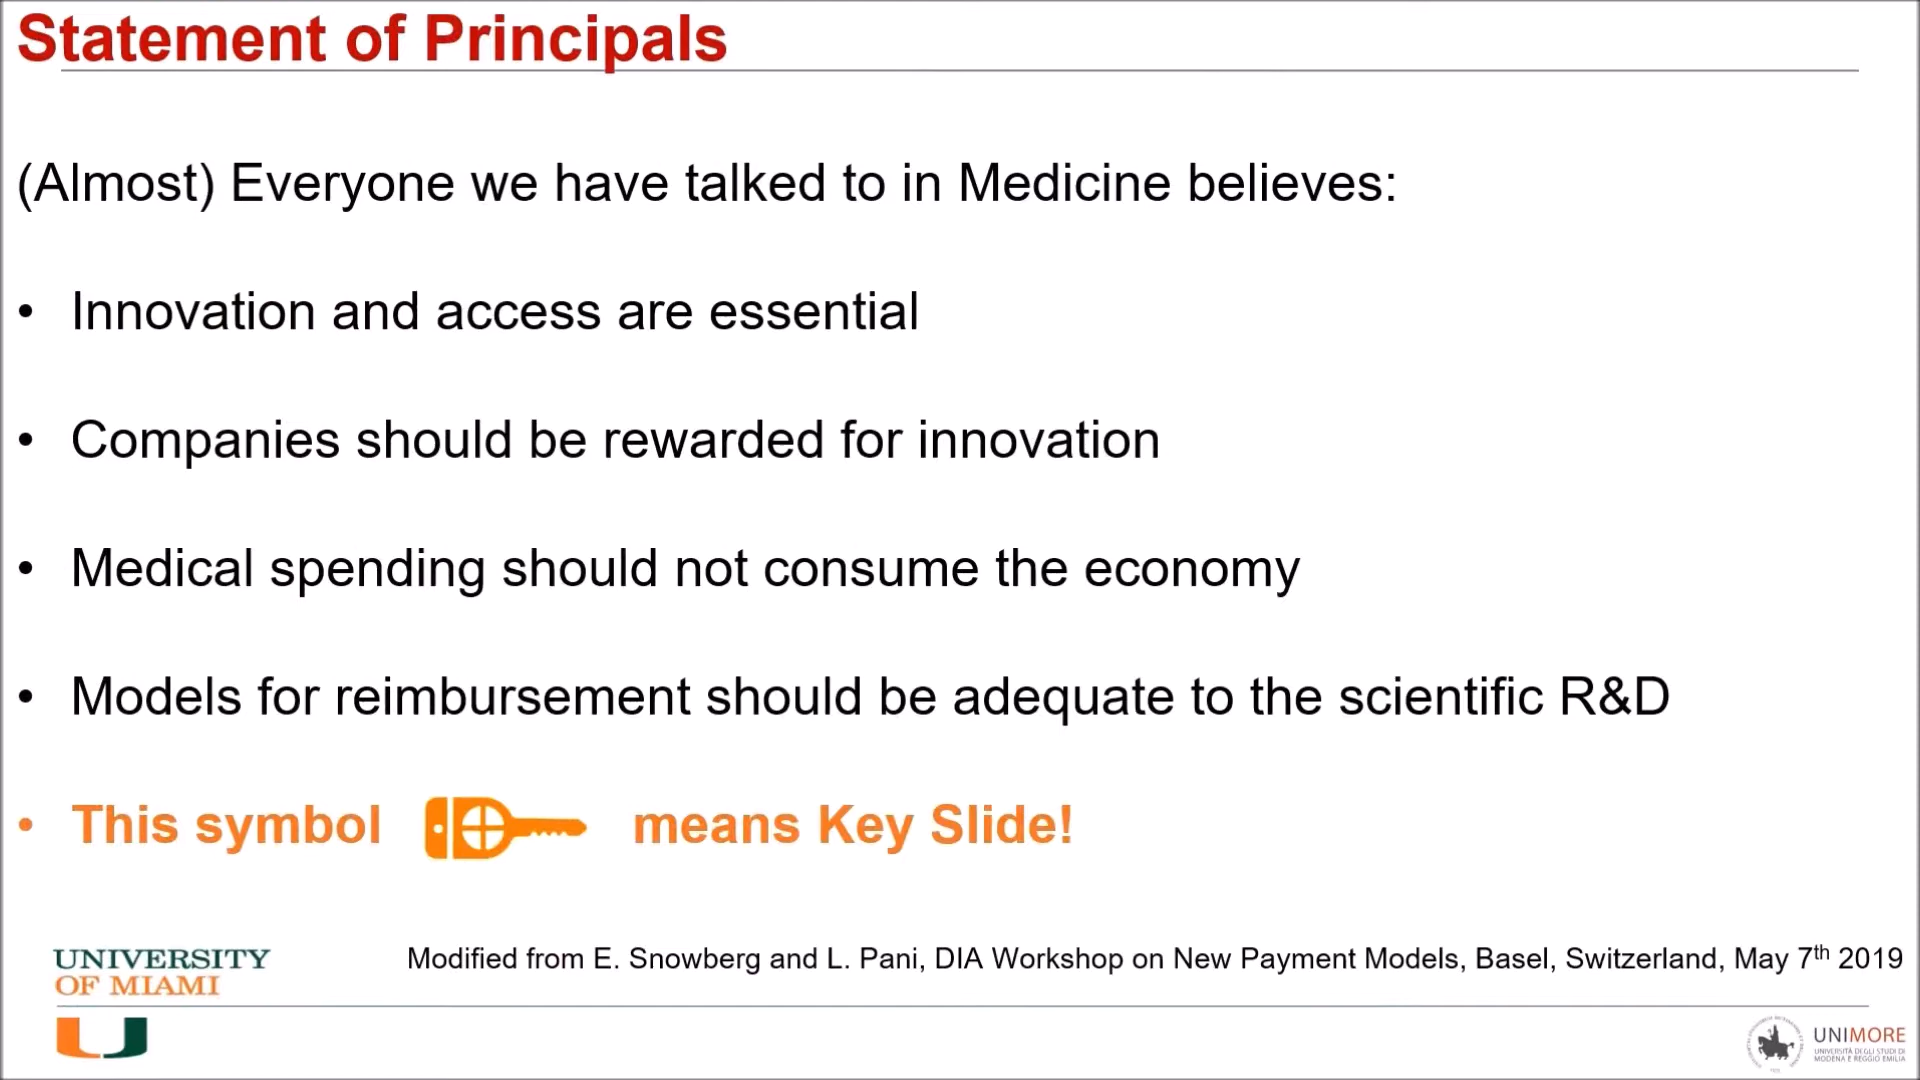 Statement of Principals
(Almost) Everyone we have talked to in Medicine believes:
• Innovation and access are essential
• Companies should be rewarded for innovation
• Medical spending should not consume the economy
• Models for reimbursement should be adequate to the scientific R&D
• This symbol means Key Slide!
Modified from E. Snowberg and L. Pani, DIA Workshop on New Payment Models, Basel, Switzerland, May 7th 2019
UNIVERSITY
OF MIAMI
UNIMORE
UNIVERSITÀ DEGLI STUDI DI
MODENA E REGGIO EMILIA